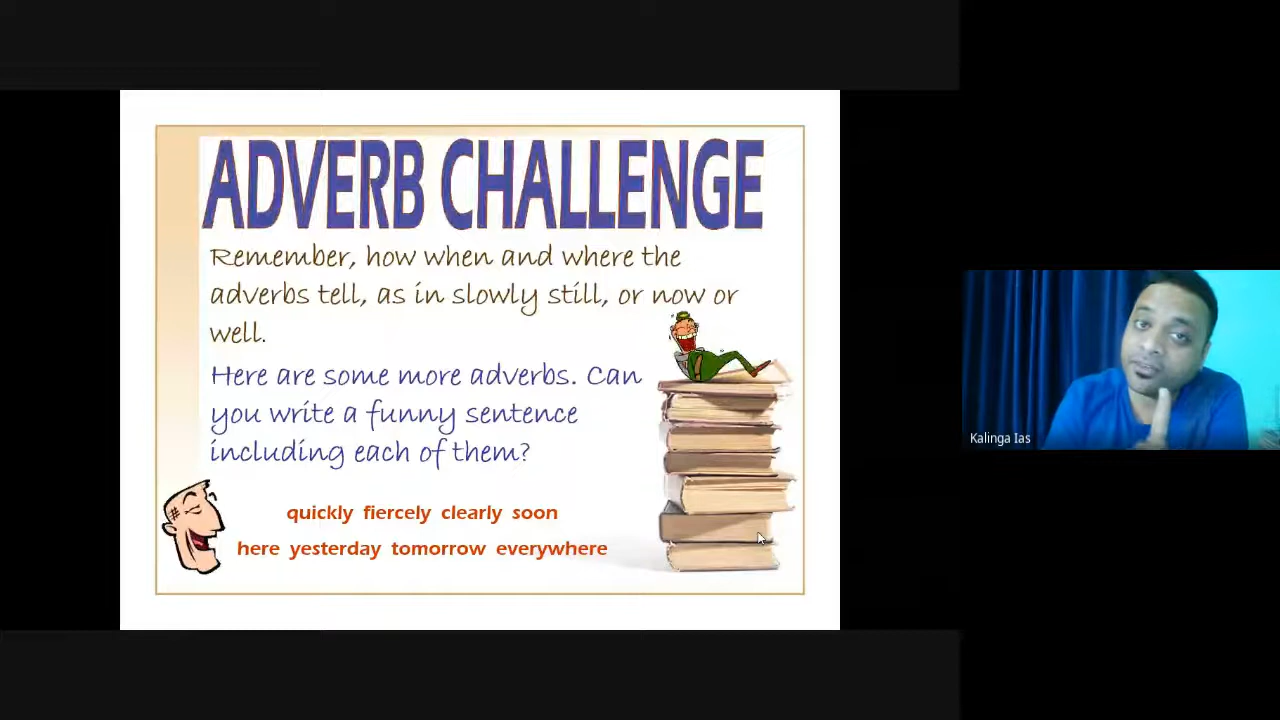 ADVERB CHALLENGE
Remember, how when and where the
adverbs tell, as in slowly still, or now or
well.
Here are some more adverbs. Can
you write a funny sentence
including each of them?
quickly fiercely clearly soon
here yesterday tomorrow everywhere
Kalinga Ias